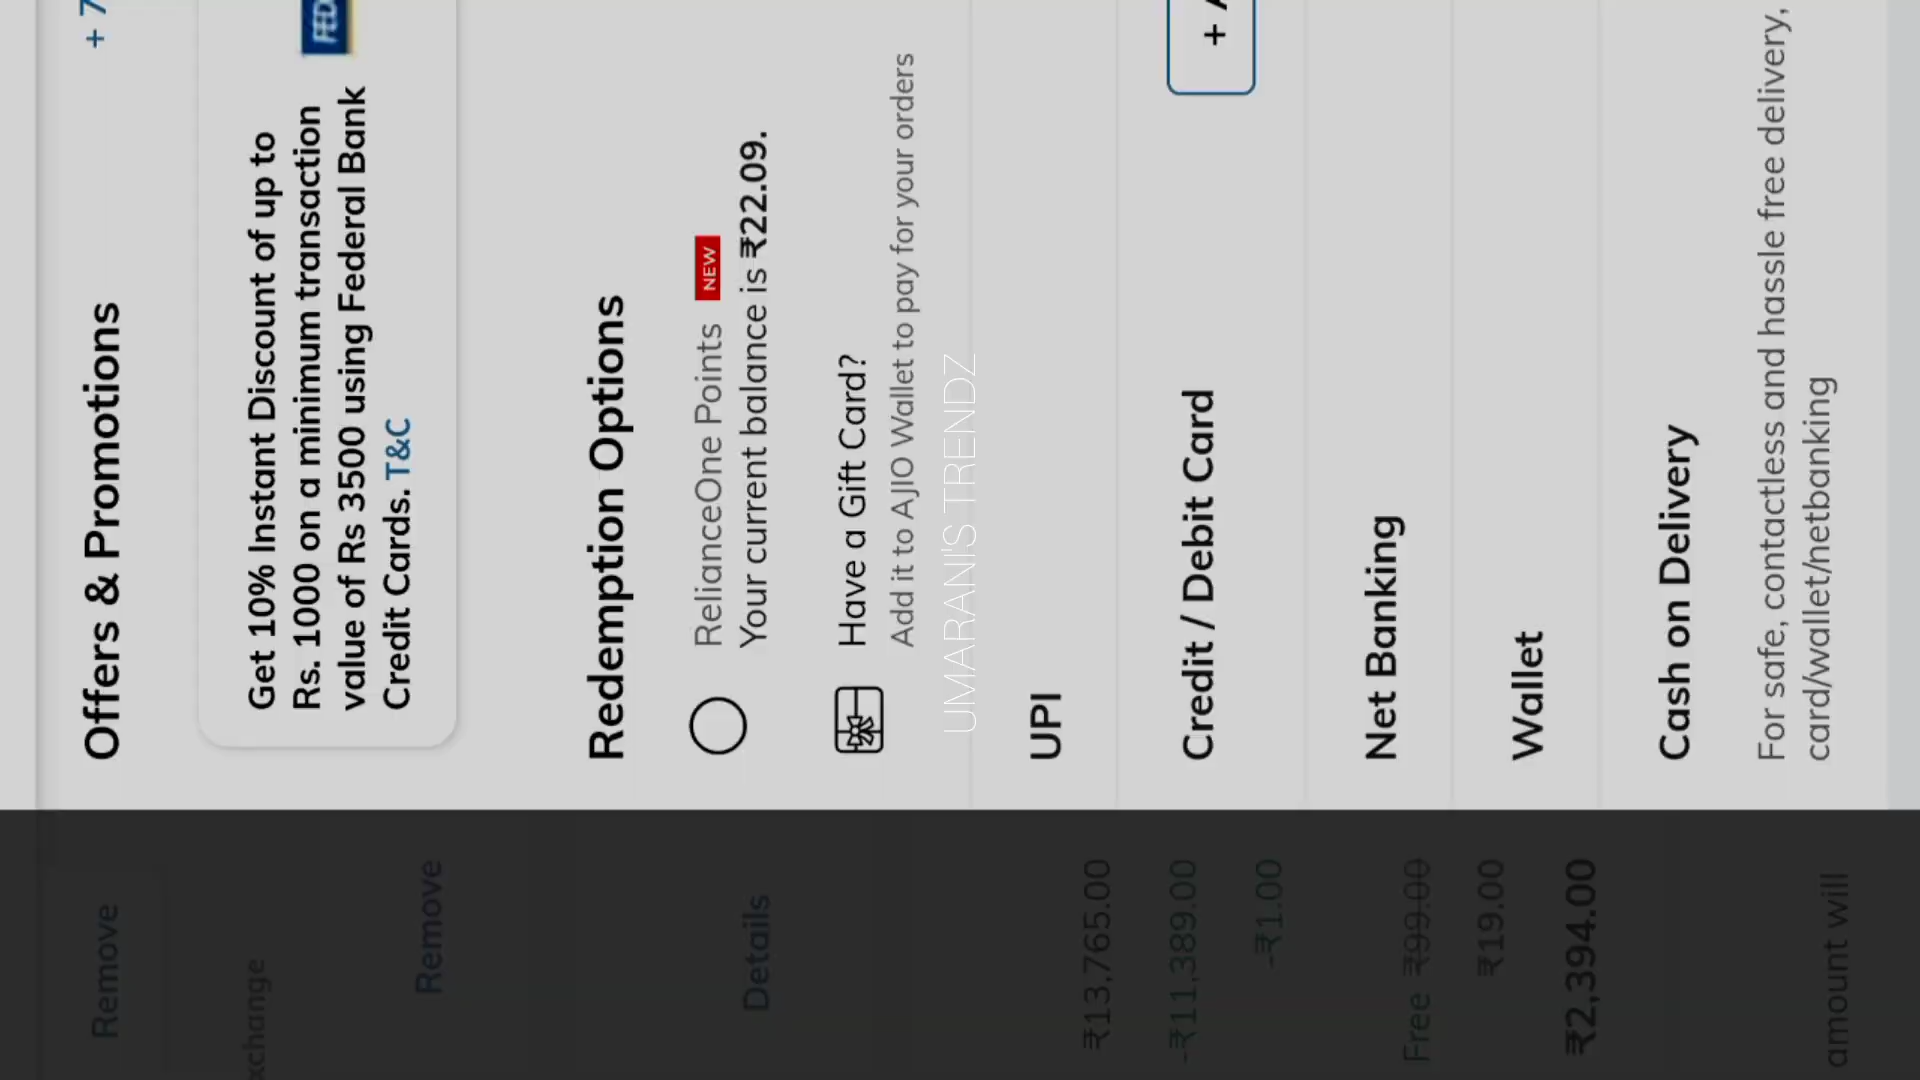 Offers & Promotions
+ 7
Get 10% Instant Discount of up to
Rs. 1000 on a minimum transaction
value of Rs 3500 using Federal Bank
Credit Cards. T&C
FED
Redemption Options
RelianceOne Points NEW
Your current balance is ₹22.09.
Have a Gift Card?
Add it to AJIO Wallet to pay for your orders
UMARANI'S TRENDZ
UPI
Credit / Debit Card
+ A
Net Banking
Wallet
Cash on Delivery
For safe, contactless and hassle free delivery,
card/wallet/netbanking
Remove
xchange
Remove
Details
₹13,765.00
-₹11,389.00
-₹1.00
Free ₹99.00
₹19.00
₹2,394.00
amount will